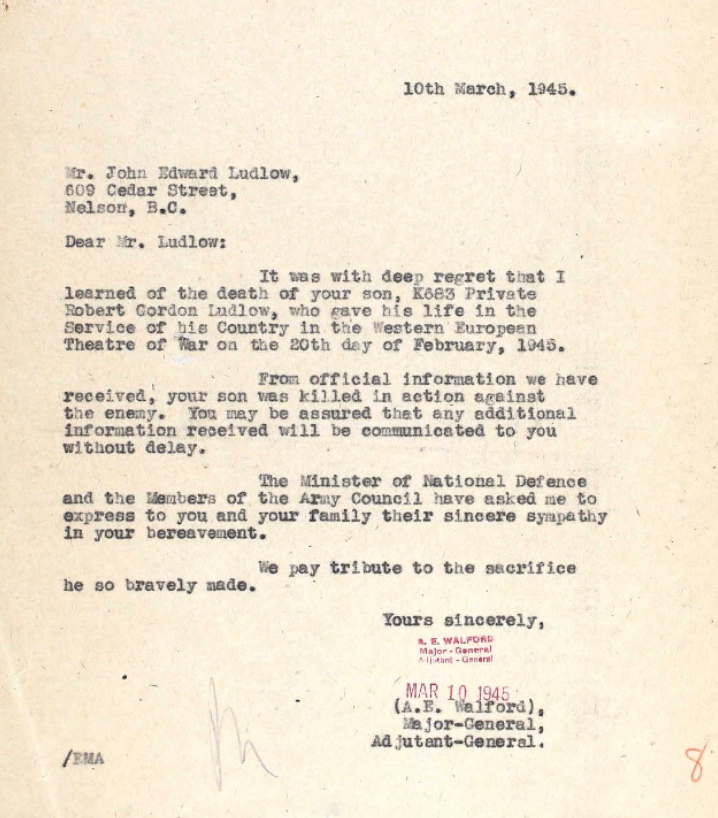 10th March, 1945.
Mr. John Edward Ludlow,
609 Cedar Street,
Nelson, B.C.
Dear Mr. Ludlow:
It was with deep regret that I
learned of the death of your son, K683 Private
Robert Gordon Ludlow, who gave his life in the
Service of his Country in the Western European
Theatre of War on the 20th day of February, 1945.
From official information we have
received, your son was killed in action against
the enemy. You may be assured that any additional
information received will be communicated to you
without delay.
The Minister of National Defence
and the Members of the Army Council have asked me to
express to you and your family their sincere sympathy
in your bereavement.
We pay tribute to the sacrifice
he so bravely made.
Yours sincerely,
A. E. WALFORD
Major - General
Adjutant - General
MAR 10 1945
(A.E. Walford),
Major-General,
Adjutant-General.
/EMA
8